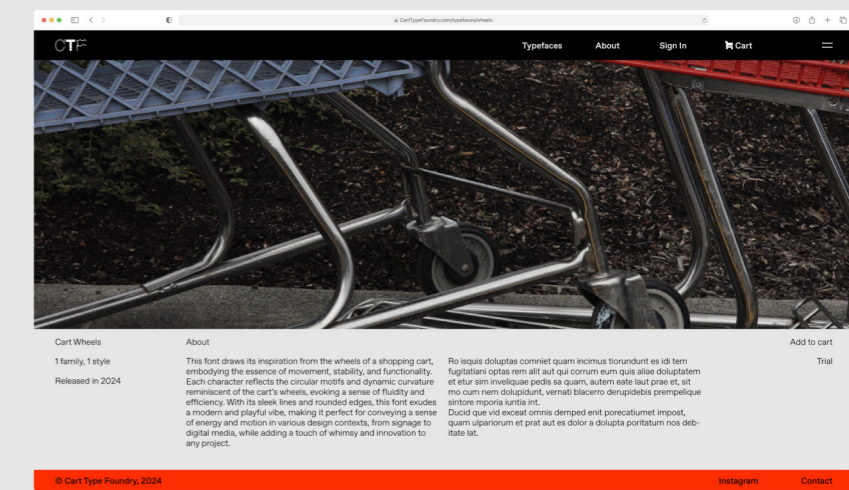 CartTypeFoundry.com/typefaces/wheels
CTF
Typefaces
About
Sign In
Cart
Cart Wheels
1 family, 1 style
Released in 2024
About
This font draws its inspiration from the wheels of a shopping cart,
embodying the essence of movement, stability, and functionality.
Each character reflects the circular motifs and dynamic curvature
reminiscent of the cart's wheels, evoking a sense of fluidity and
efficiency. With its sleek lines and rounded edges, this font exudes
a modern and playful vibe, making it perfect for conveying a sense
of energy and motion in various design contexts, from signage to
digital media, while adding a touch of whimsy and innovation to
any project.
Ro isquis doluptas comniet quam incimus tiorundunt es idi tem
fugitatiani optas rem alit aut qui corrum eum quis aliae doluptatem
et etur sim inveliquae pedis sa quam, autem eate laut prae et, sit
mo cum nem dolupidunt, vernati blacerro derupidebis prempelique
sintore mporia iuntia int.
Ducid que vid exceat omnis demped enit porecatiumet impost,
quam ulpariorum et prat aut es dolor a dolupta poritatum nos deb-
itate lat.
Add to cart
Trial
© Cart Type Foundry, 2024
Instagram
Contact